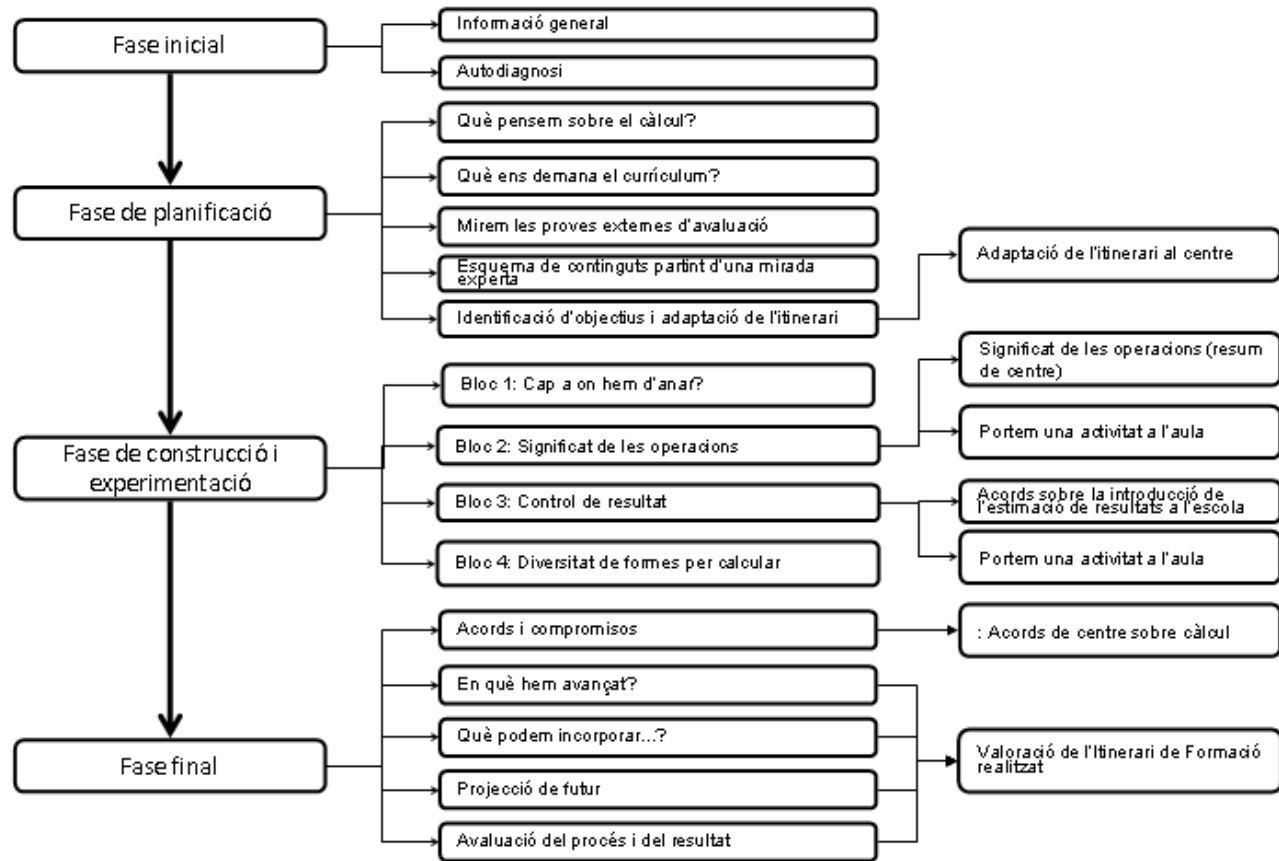 Fase inicial
Informació general
Autodiagnosi
Fase de planificació
Què pensem sobre el càlcul?
Què ens demana el currículum?
Mirem les proves externes d'avaluació
Esquema de continguts partint d'una mirada
experta
Identificació d'objectius i adaptació de l'itinerari
Adaptació de l'itinerari al centre
Fase de construcció i
experimentació
Bloc 1: Cap a on hem d'anar?
Bloc 2: Significat de les operacions
Significat de les operacions (resum
de centre)
Portem una activitat a l'aula
Bloc 3: Control de resultat
Acords sobre la introducció de
l'estimació de resultats a l'escola
Portem una activitat a l'aula
Bloc 4: Diversitat de formes per calcular
Fase final
Acords i compromisos
: Acords de centre sobre càlcul
En què hem avançat?
Què podem incorporar...?
Projecció de futur
Avaluació del procés i del resultat
Valoració de l'Itinerari de Formació
realitzat